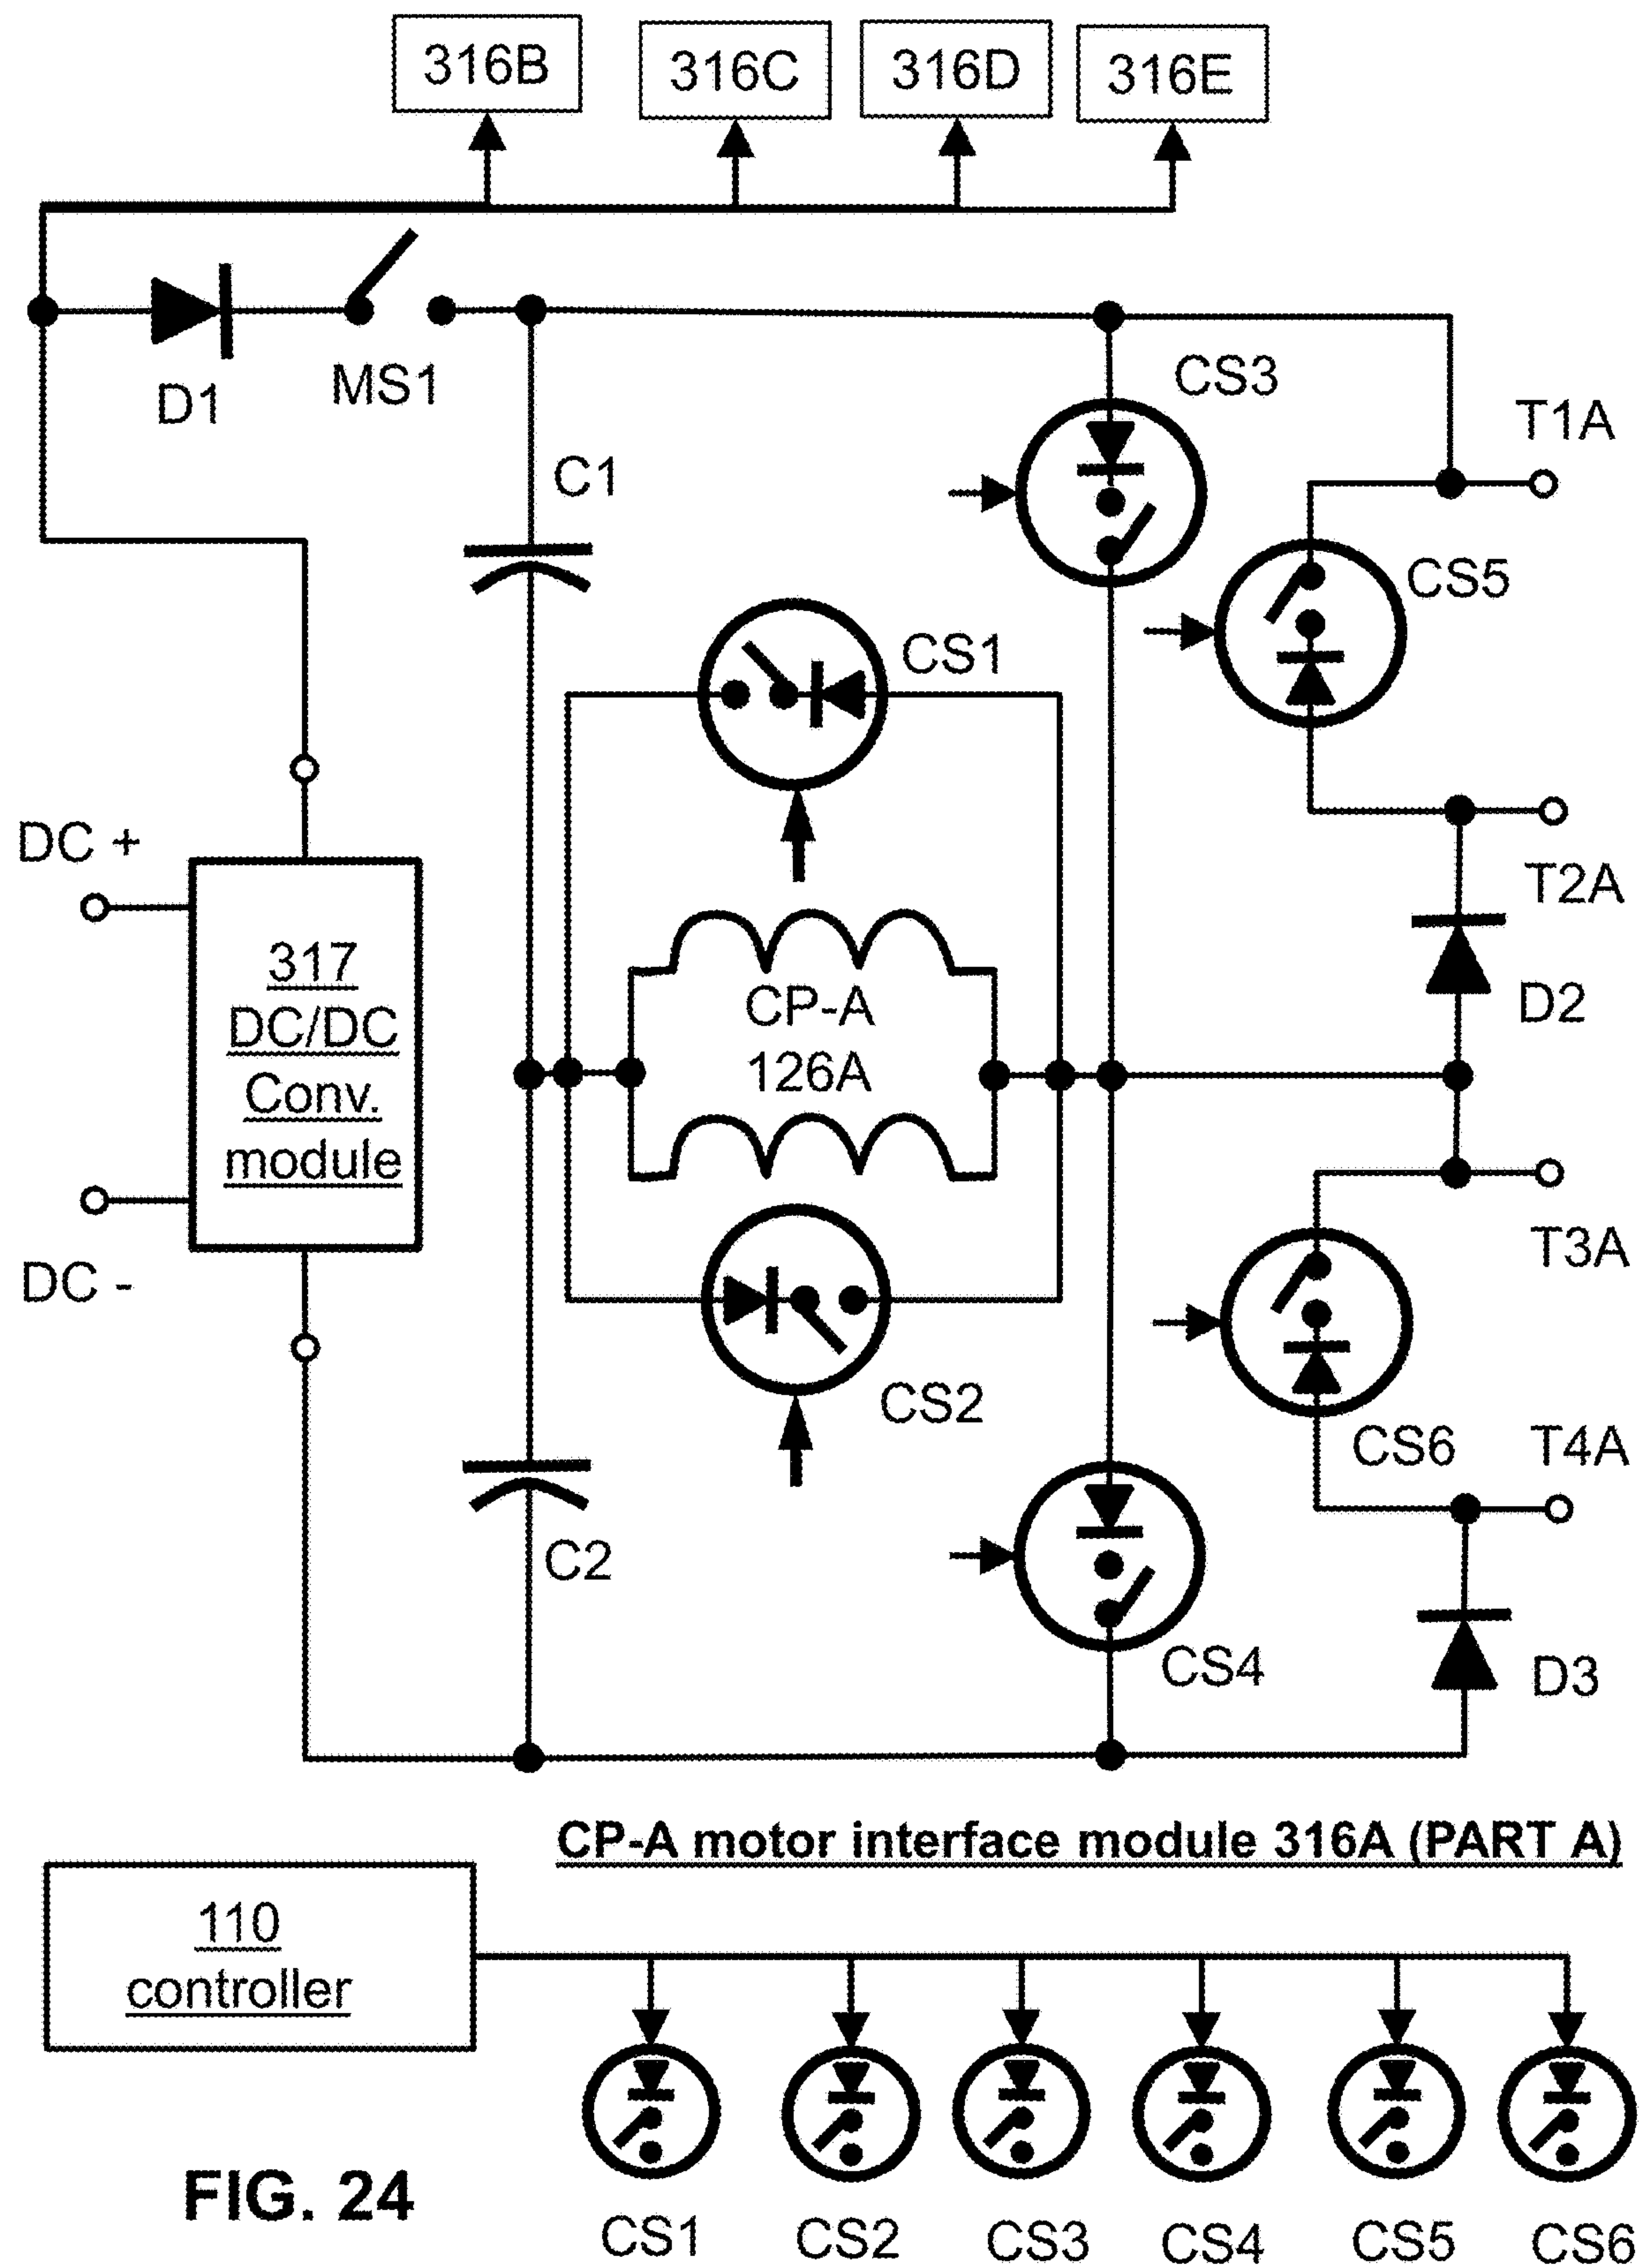 316B
316C
316D
316E
D1
MS1
C1
CS3
T1A
CS5
CS1
DC +
T2A
317
DC/DC
Conv.
module
CP-A
126A
D2
DC -
T3A
CS2
CS6
T4A
C2
CS4
D3
CP-A motor interface module 316A (PART A)
110
controller
FIG. 24
CS1
CS2
CS3
CS4
CS5
CS6